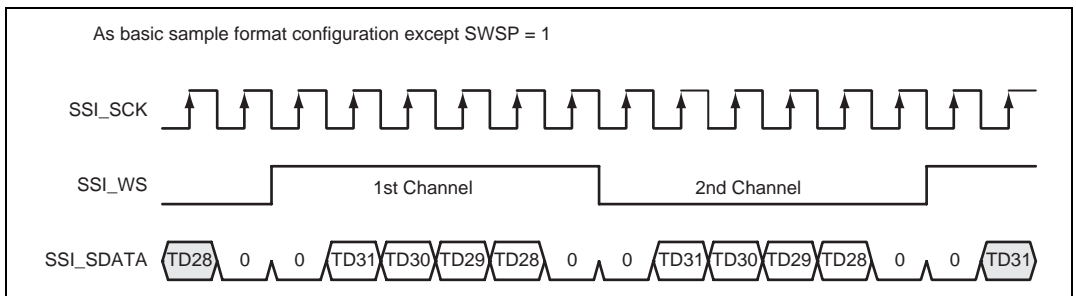 As basic sample format configuration except SWSP = 1
SSI_SCK
SSI_WS 1st Channel 2nd Channel
SSI_SDATA TD28 0 0 TD31 TD30 TD29 TD28 0 0 TD31 TD30 TD29 TD28 0 0 TD31